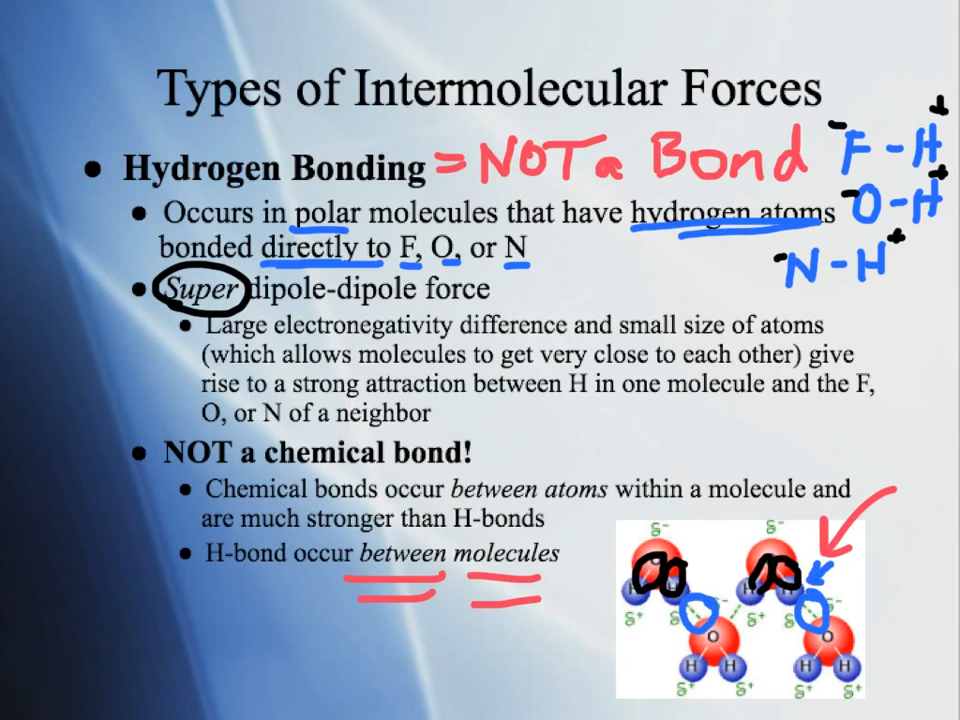 Types of Intermolecular Forces
● Hydrogen Bonding = NOT a Bond
F - H
● Occurs in polar molecules that have hydrogen atoms
O - H
bonded directly to F, O, or N
N - H
● Super dipole-dipole force
● Large electronegativity difference and small size of atoms
(which allows molecules to get very close to each other) give
rise to a strong attraction between H in one molecule and the F,
O, or N of a neighbor
● NOT a chemical bond!
● Chemical bonds occur between atoms within a molecule and
are much stronger than H-bonds
● H-bond occur between molecules
δ- δ-
H H H H
δ+ δ+
O O
H H H H
δ+ δ+ δ+ δ+